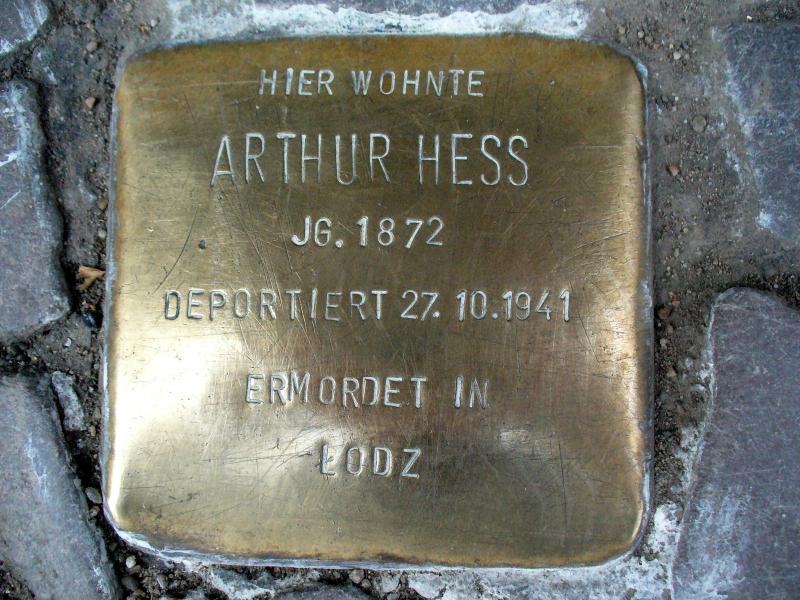 HIER WOHNTE
ARTHUR HESS
JG. 1872
DEPORTIERT 27. 10.1941
ERMORDET IN
ŁODZ